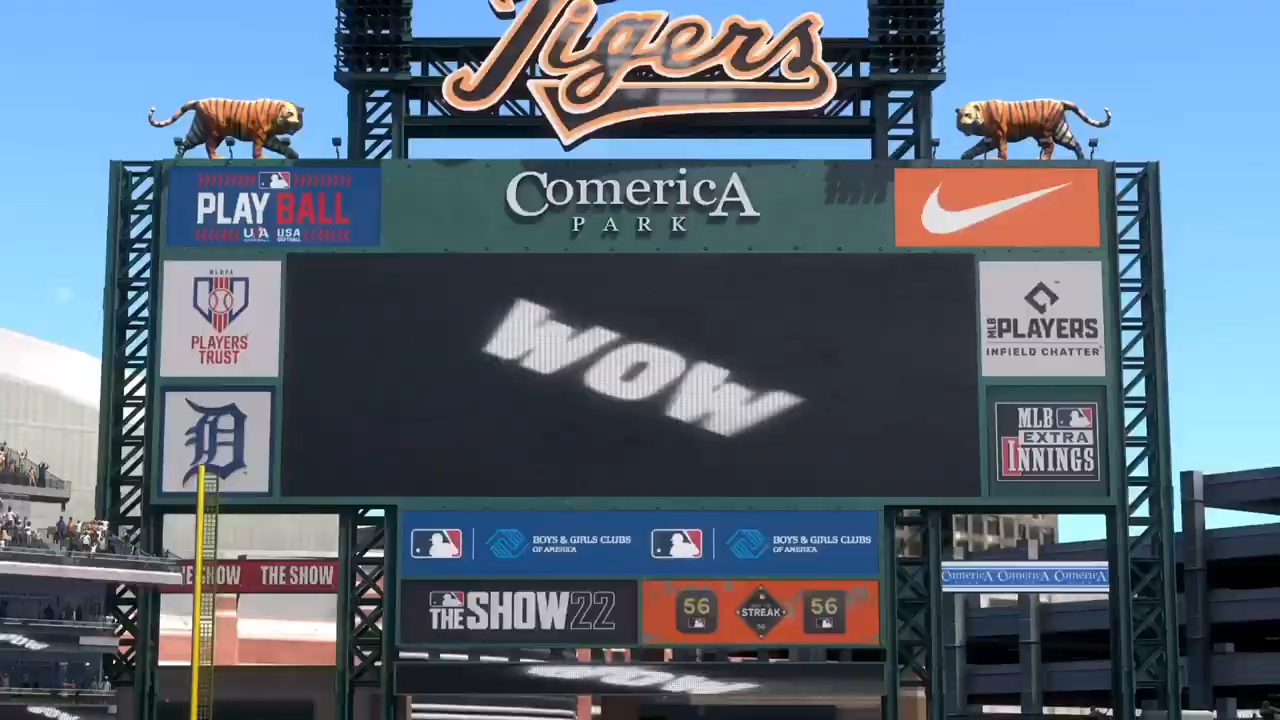 Tigers
PLAY BALL
USA
USA
SOFTBALL
ComericA
PARK
MLBPA
PLAYERS
TRUST
WOW
MLB PLAYERS
INFIELD CHATTER
D
MLB
EXTRA
INNINGS
BOYS & GIRLS CLUBS
OF AMERICA
BOYS & GIRLS CLUBS
OF AMERICA
THE SHOW THE SHOW
ComericA ComericA ComericA
THE SHOW 22
56
STREAK
56
56
WOW